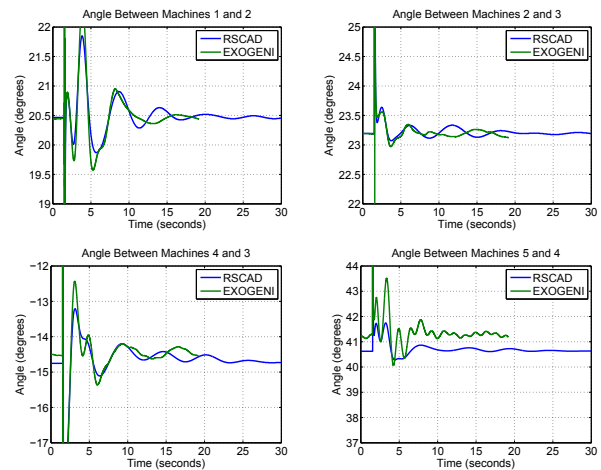 Angle Between Machines 1 and 2
22
21.5
21
20.5
20
19.5
19
Angle (degrees)
0 5 10 15 20 25 30
Time (seconds)
RSCAD
EXOGENI
Angle Between Machines 2 and 3
25
24.5
24
23.5
23
22.5
22
Angle (degrees)
0 5 10 15 20 25 30
Time (seconds)
RSCAD
EXOGENI
Angle Between Machines 4 and 3
−12
−13
−14
−15
−16
−17
Angle (degrees)
0 5 10 15 20 25 30
Time (seconds)
RSCAD
EXOGENI
Angle Between Machines 5 and 4
44
43
42
41
40
39
38
37
Angle (degrees)
0 5 10 15 20 25 30
Time (seconds)
RSCAD
EXOGENI